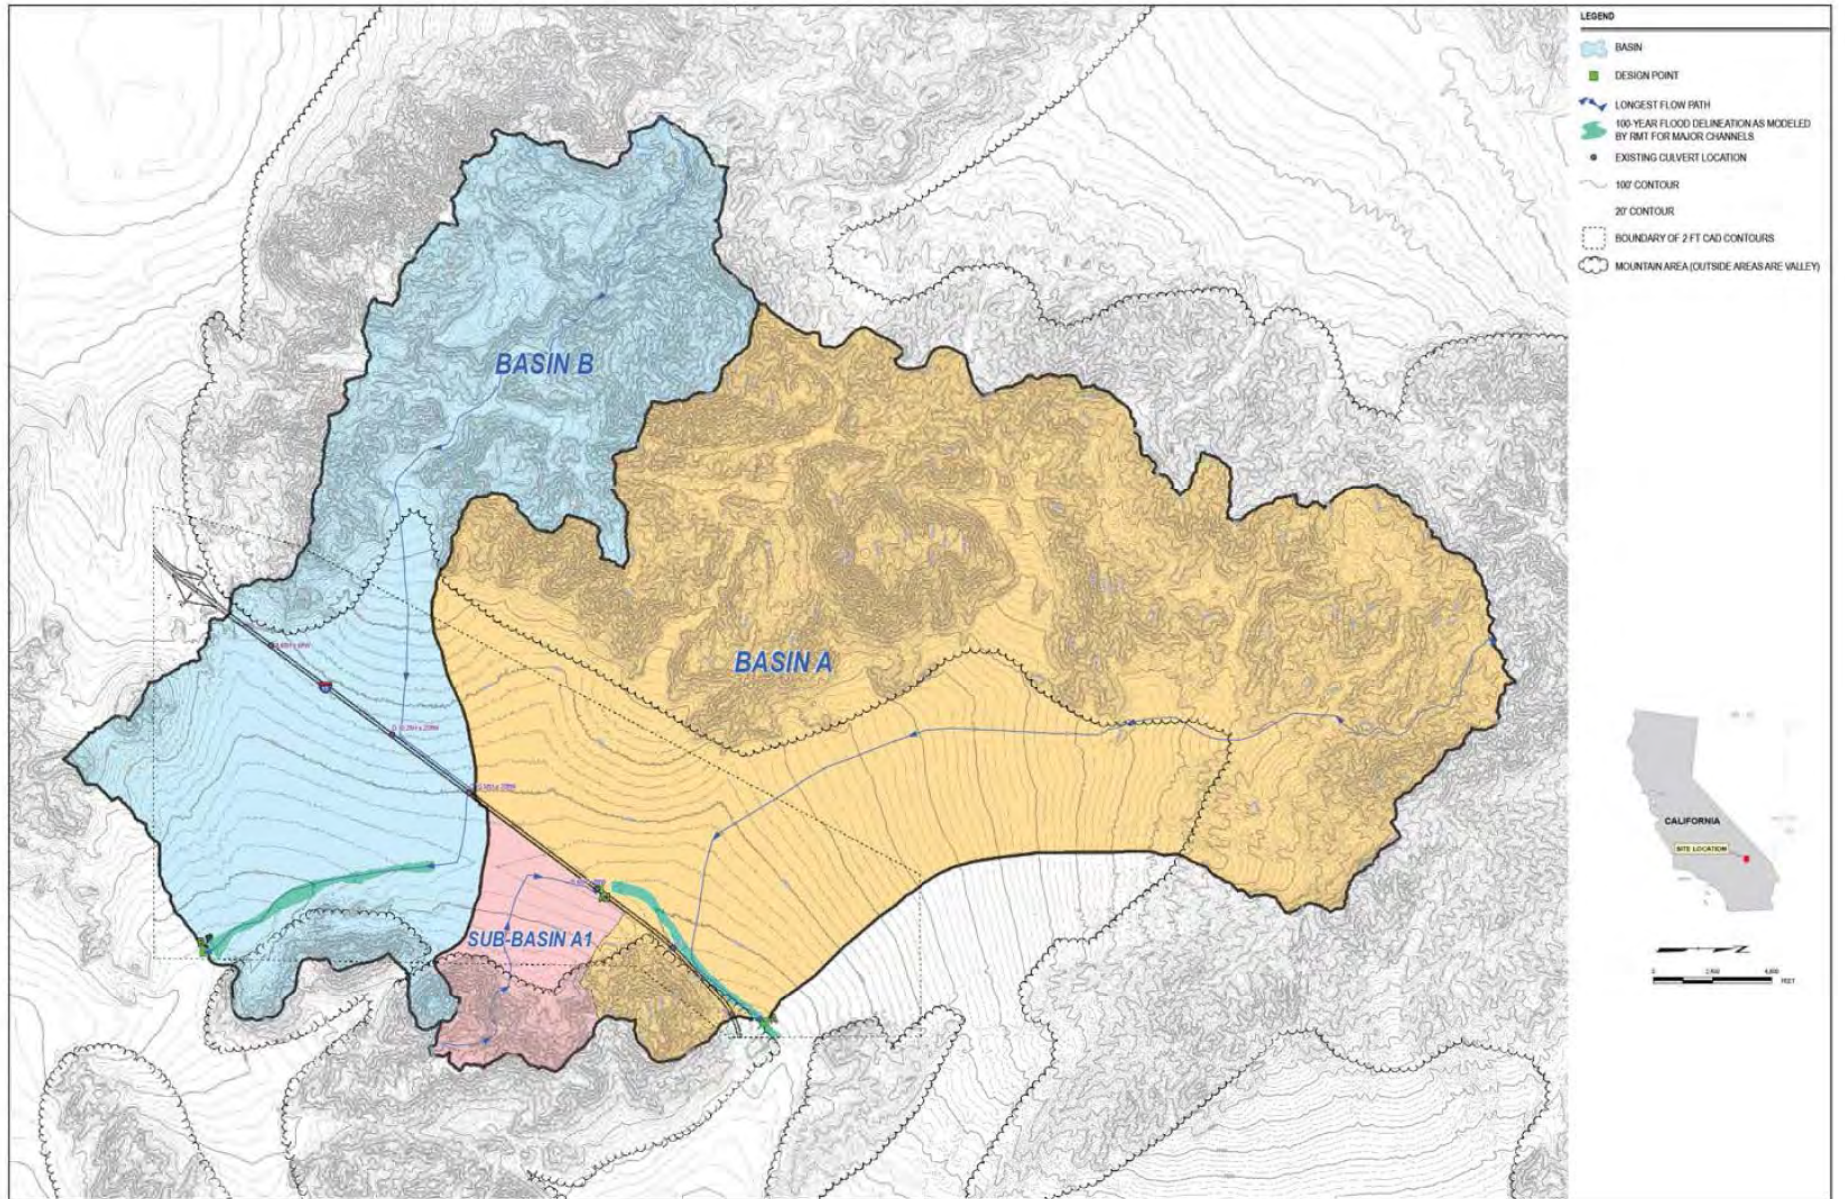 LEGEND
BASIN
DESIGN POINT
LONGEST FLOW PATH
100-YEAR FLOOD DELINEATION AS MODELED
BY RMT FOR MAJOR CHANNELS
EXISTING CULVERT LOCATION
100' CONTOUR
20' CONTOUR
BOUNDARY OF 2 FT CAD CONTOURS
MOUNTAIN AREA (OUTSIDE AREAS ARE VALLEY)
BASIN B
BASIN A
SUB-BASIN A1
CALIFORNIA
SITE LOCATION
Z
0
FEET